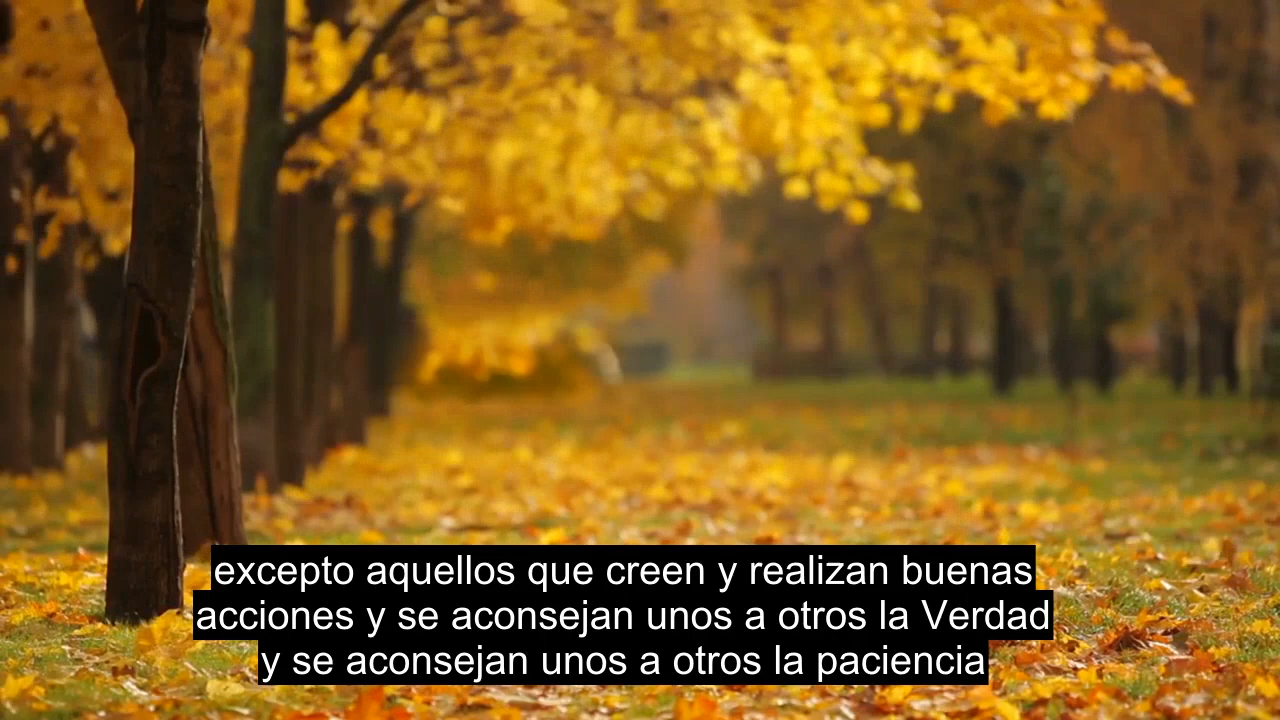 excepto aquellos que creen y realizan buenas
acciones y se aconsejan unos a otros la Verdad
y se aconsejan unos a otros la paciencia